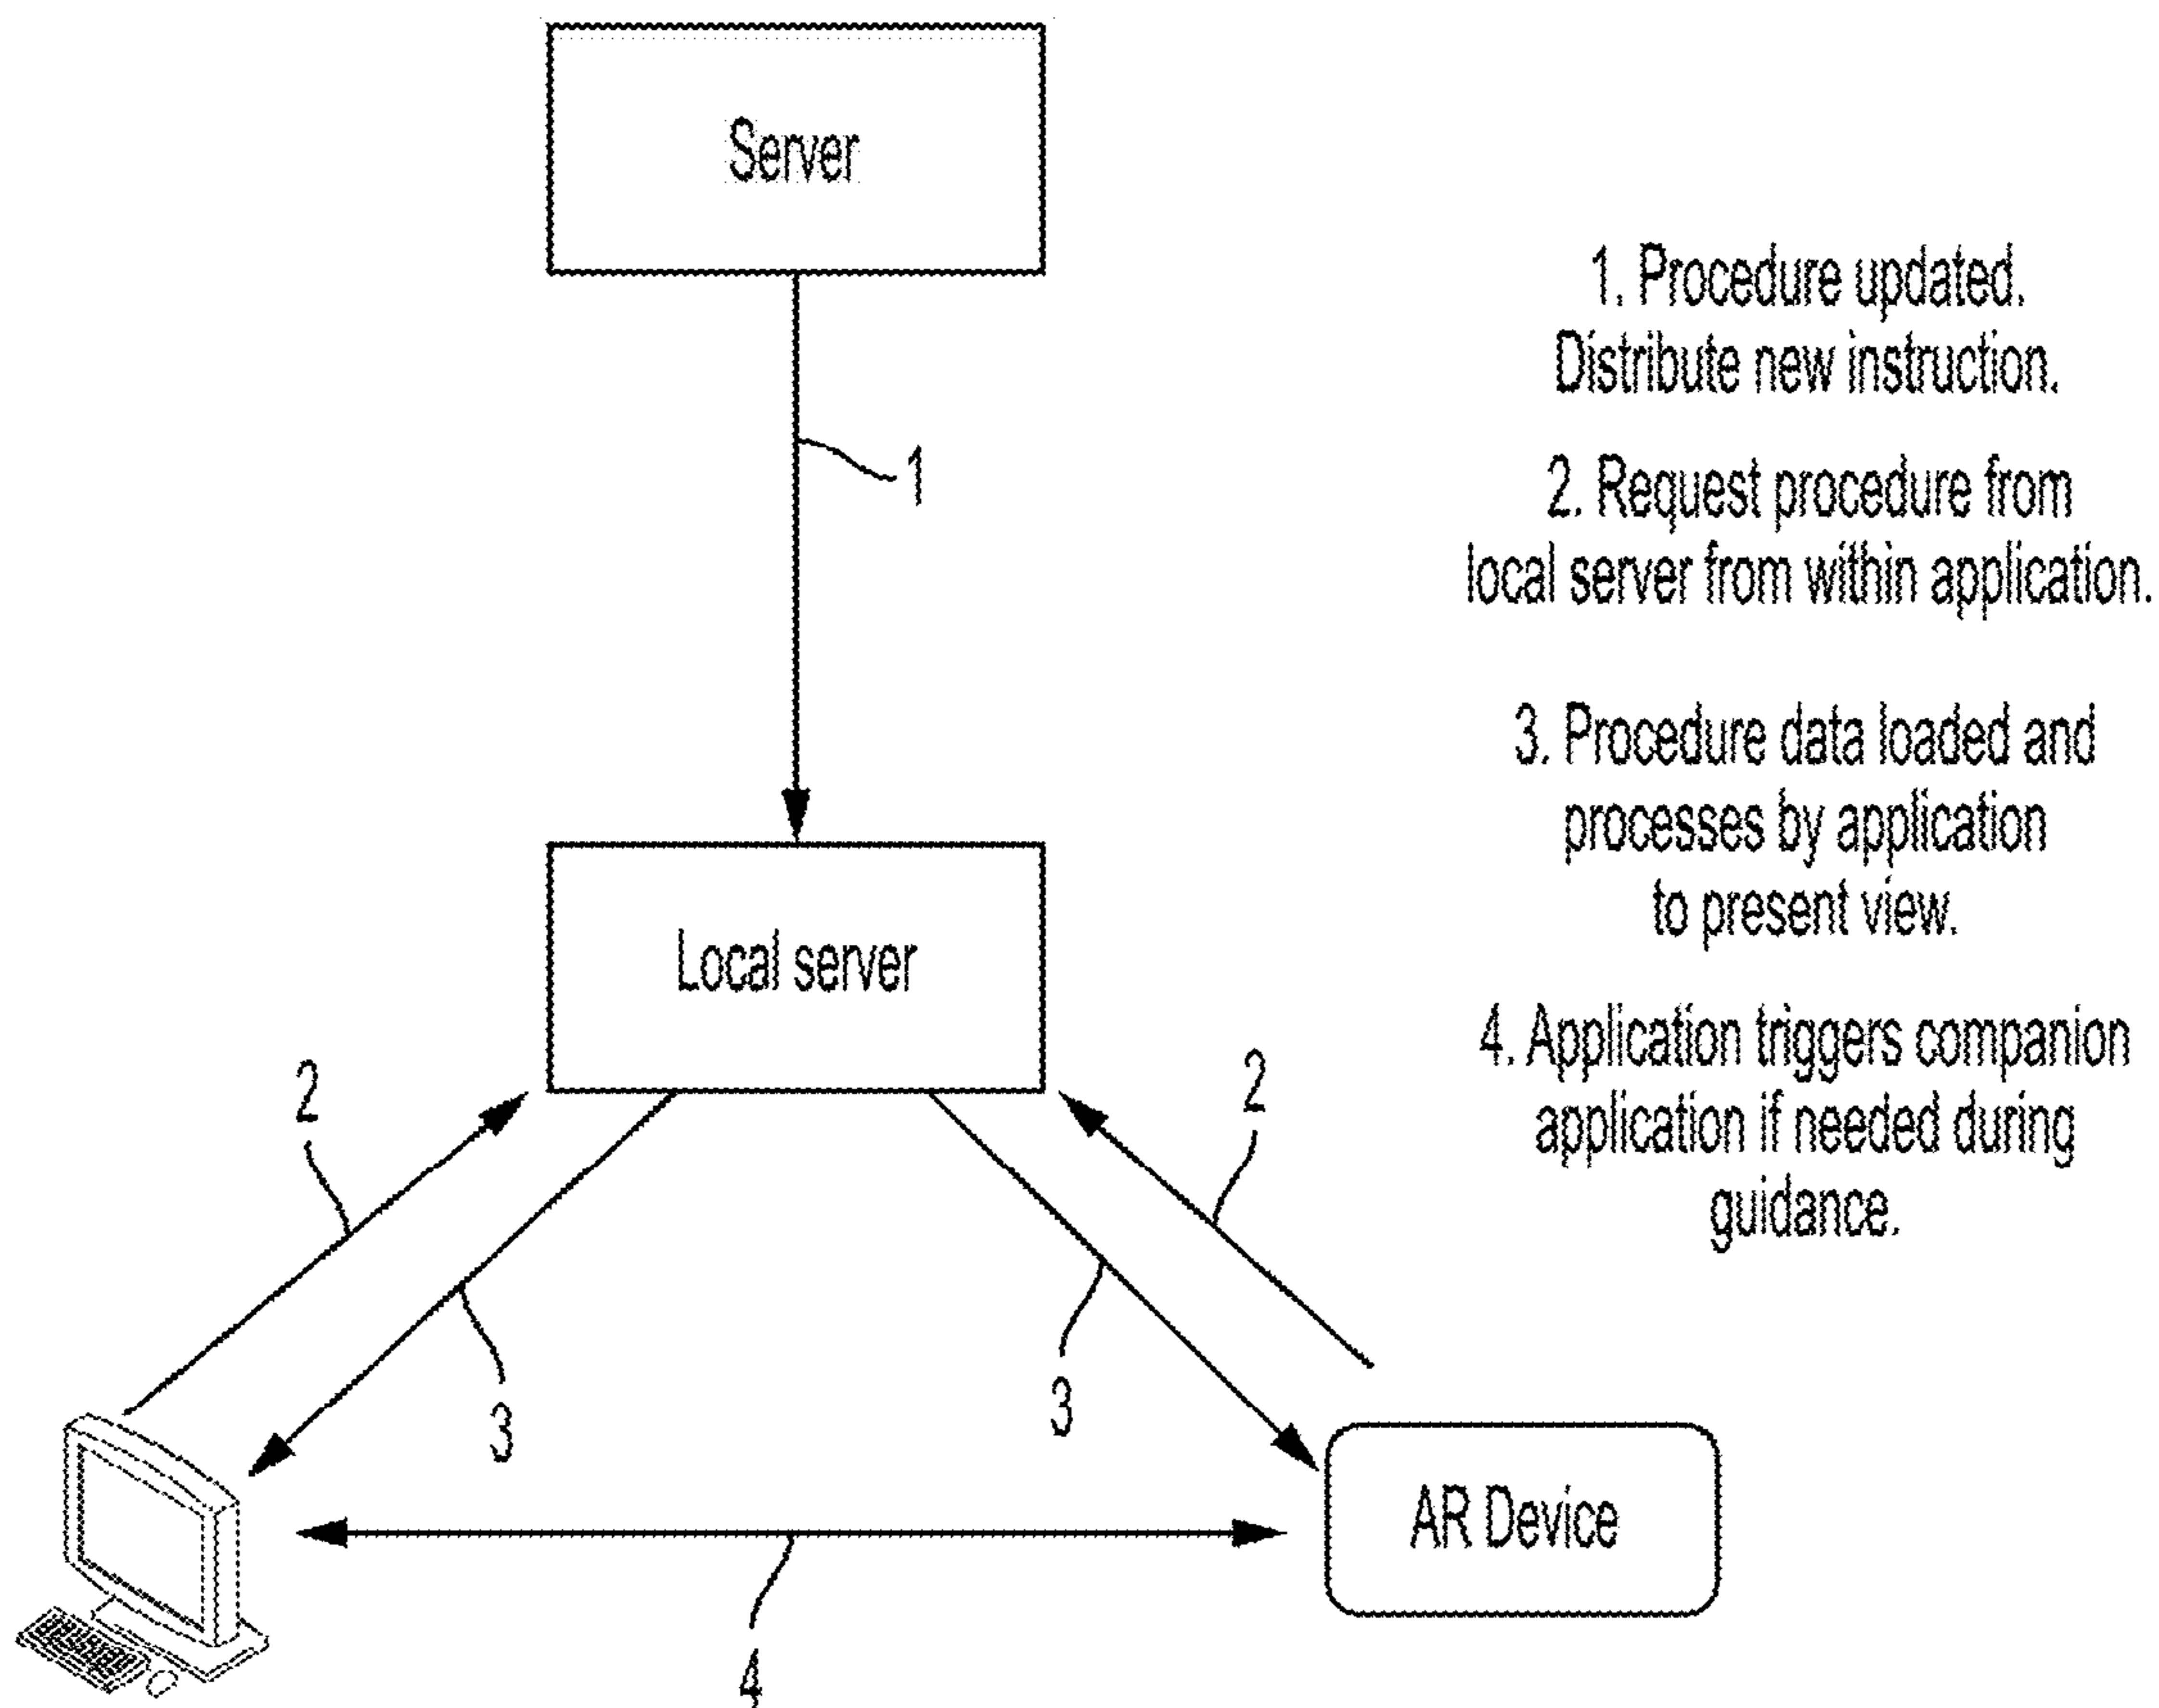 Server
1
Local server
2
2
3
3
AR Device
4
1. Procedure updated.
Distribute new instruction.
2. Request procedure from
local server from within application.
3. Procedure data loaded and
processes by application
to present view.
4. Application triggers companion
application if needed during
guidance.